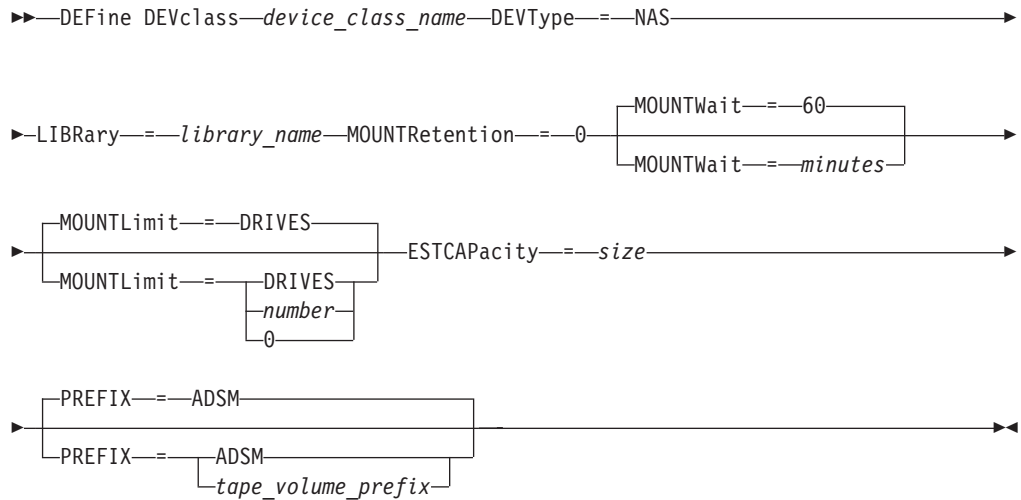 DEFine DEVclass device_class_name DEVType = NAS
LIBRary = library_name MOUNTRetention = 0
MOUNTWait = 60
MOUNTWait = minutes
MOUNTLimit = DRIVES
MOUNTLimit = DRIVES
number
0
ESTCAPacity = size
PREFIX = ADSM
PREFIX = ADSM
tape_volume_prefix